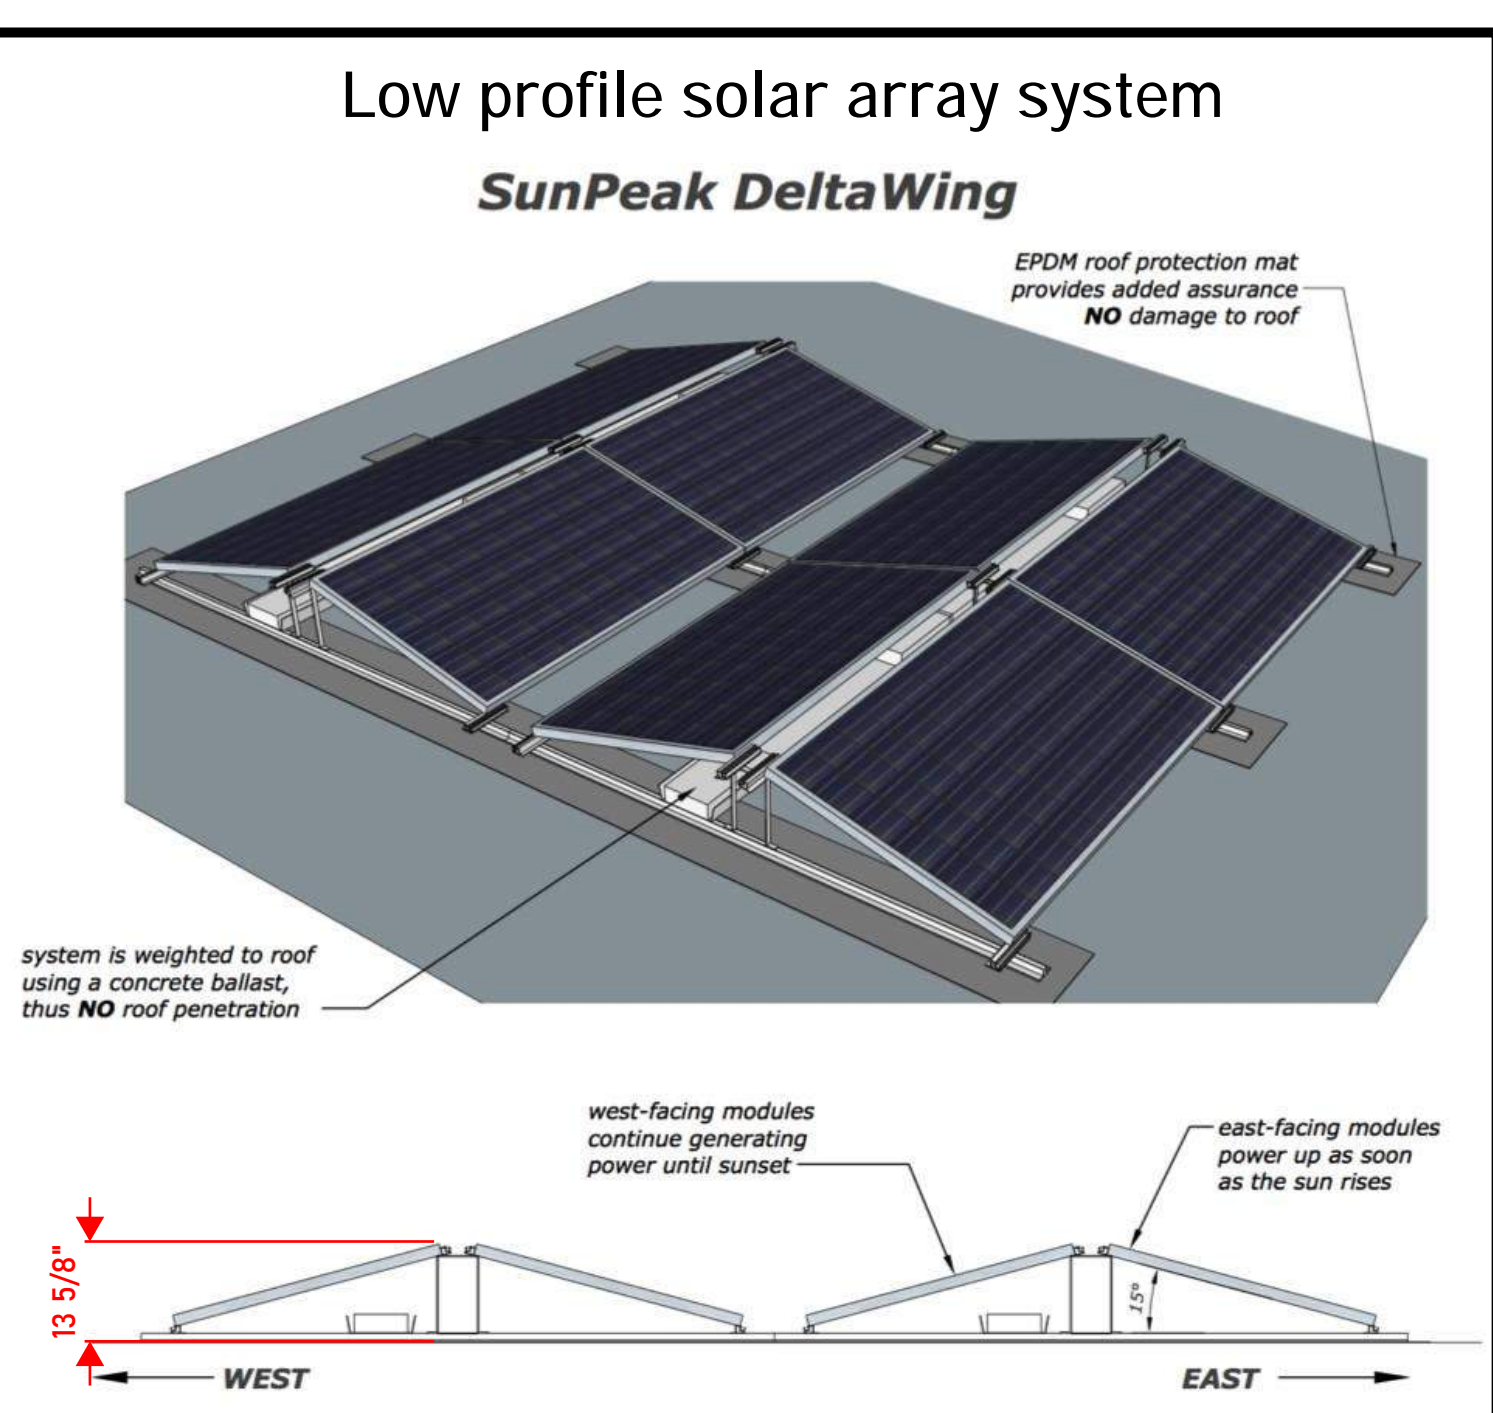 Low profile solar array system
SunPeak DeltaWing
EPDM roof protection mat
provides added assurance
NO damage to roof
system is weighted to roof
using a concrete ballast,
thus NO roof penetration
west-facing modules
continue generating
power until sunset
east-facing modules
power up as soon
as the sun rises
13 5/8"
15°
WEST
EAST